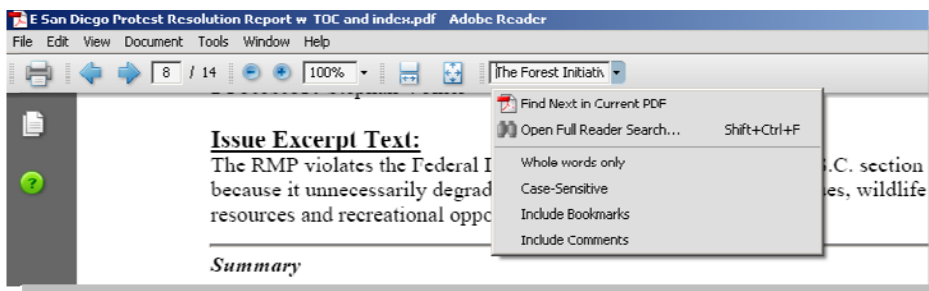 E San Diego Protest Resolution Report w TOC and index.pdf Adobe Reader
File Edit View Document Tools Window Help
8 / 14 100% The Forest Initiativ
Find Next in Current PDF
Open Full Reader Search... Shift+Ctrl+F
Whole words only
Case-Sensitive
Include Bookmarks
Include Comments
Issue Excerpt Text:
The RMP violates the Federal .C. section
because it unnecessarily degrad es, wildlife
resources and recreational oppo
Summary